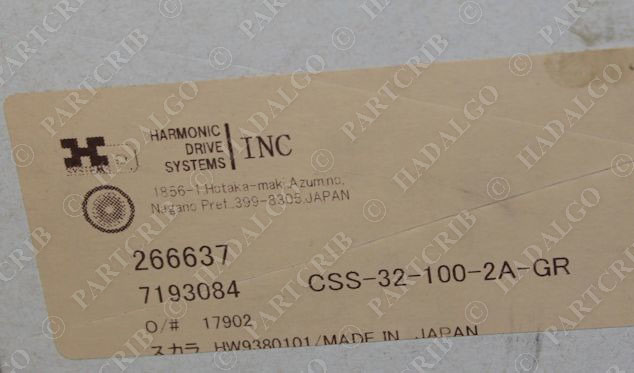 HARMONIC
DRIVE
SYSTEMS
INC
SYSTEMS
1856-1 Hotaka-maki, Azumino,
Nagano Pref., 399-8305 JAPAN
266637
7193084
CSS-32-100-2A-GR
O/# 17902
スカラ HW9380101/MADE IN JAPAN
© PARTCRIB
© HADALGO